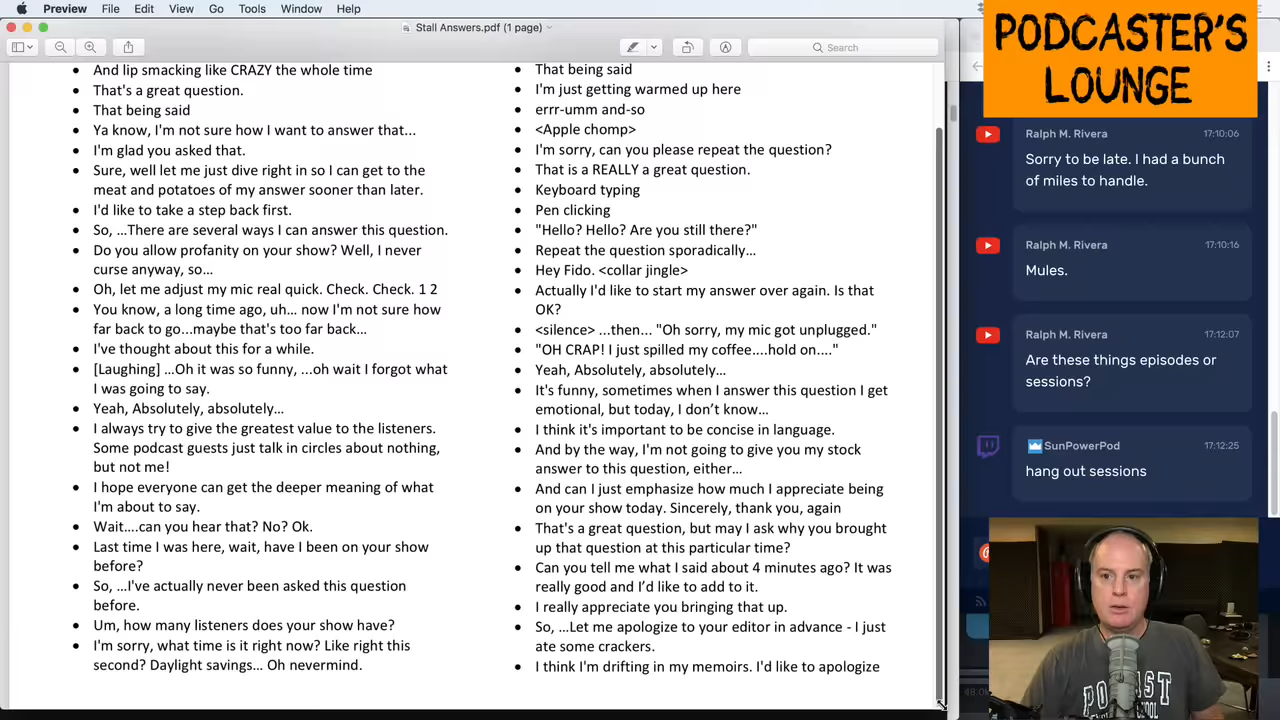 Preview File Edit View Go Tools Window Help
Stall Answers.pdf (1 page)
Search
• And lip smacking like CRAZY the whole time
• That's a great question.
• That being said
• Ya know, I'm not sure how I want to answer that...
• I'm glad you asked that.
• Sure, well let me just dive right in so I can get to the
meat and potatoes of my answer sooner than later.
• I'd like to take a step back first.
• So, …There are several ways I can answer this question.
• Do you allow profanity on your show? Well, I never
curse anyway, so…
• Oh, let me adjust my mic real quick. Check. Check. 1 2
• You know, a long time ago, uh… now I'm not sure how
far back to go...maybe that's too far back…
• I've thought about this for a while.
• [Laughing] …Oh it was so funny, ...oh wait I forgot what
I was going to say.
• Yeah, Absolutely, absolutely…
• I always try to give the greatest value to the listeners.
Some podcast guests just talk in circles about nothing,
but not me!
• I hope everyone can get the deeper meaning of what
I'm about to say.
• Wait….can you hear that? No? Ok.
• Last time I was here, wait, have I been on your show
before?
• So, …I've actually never been asked this question
before.
• Um, how many listeners does your show have?
• I'm sorry, what time is it right now? Like right this
second? Daylight savings… Oh nevermind.
• That being said
• I'm just getting warmed up here
• errr-umm and-so
• <Apple chomp>
• I'm sorry, can you please repeat the question?
• That is a REALLY a great question.
• Keyboard typing
• Pen clicking
• "Hello? Hello? Are you still there?"
• Repeat the question sporadically…
• Hey Fido. <collar jingle>
• Actually I'd like to start my answer over again. Is that
OK?
• <silence> ...then... "Oh sorry, my mic got unplugged."
• "OH CRAP! I just spilled my coffee....hold on…."
• Yeah, Absolutely, absolutely…
• It's funny, sometimes when I answer this question I get
emotional, but today, I don’t know…
• I think it's important to be concise in language.
• And by the way, I'm not going to give you my stock
answer to this question, either…
• And can I just emphasize how much I appreciate being
on your show today. Sincerely, thank you, again
• That's a great question, but may I ask why you brought
up that question at this particular time?
• Can you tell me what I said about 4 minutes ago? It was
really good and I’d like to add to it.
• I really appreciate you bringing that up.
• So, …Let me apologize to your editor in advance - I just
ate some crackers.
• I think I'm drifting in my memoirs. I'd like to apologize
PODCASTER'S
LOUNGE
Ralph M. Rivera 17:10:06
Sorry to be late. I had a bunch
of miles to handle.
Ralph M. Rivera 17:10:16
Mules.
Ralph M. Rivera 17:12:07
Are these things episodes or
sessions?
SunPowerPod 17:12:25
hang out sessions
48.0k
PODCAST